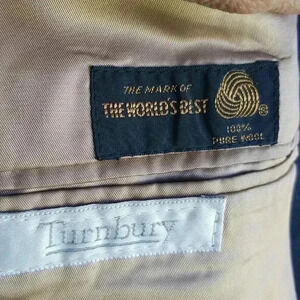 THE MARK OF
THE WORLD'S BEST
®
100%
PURE WOOL
Turnbury